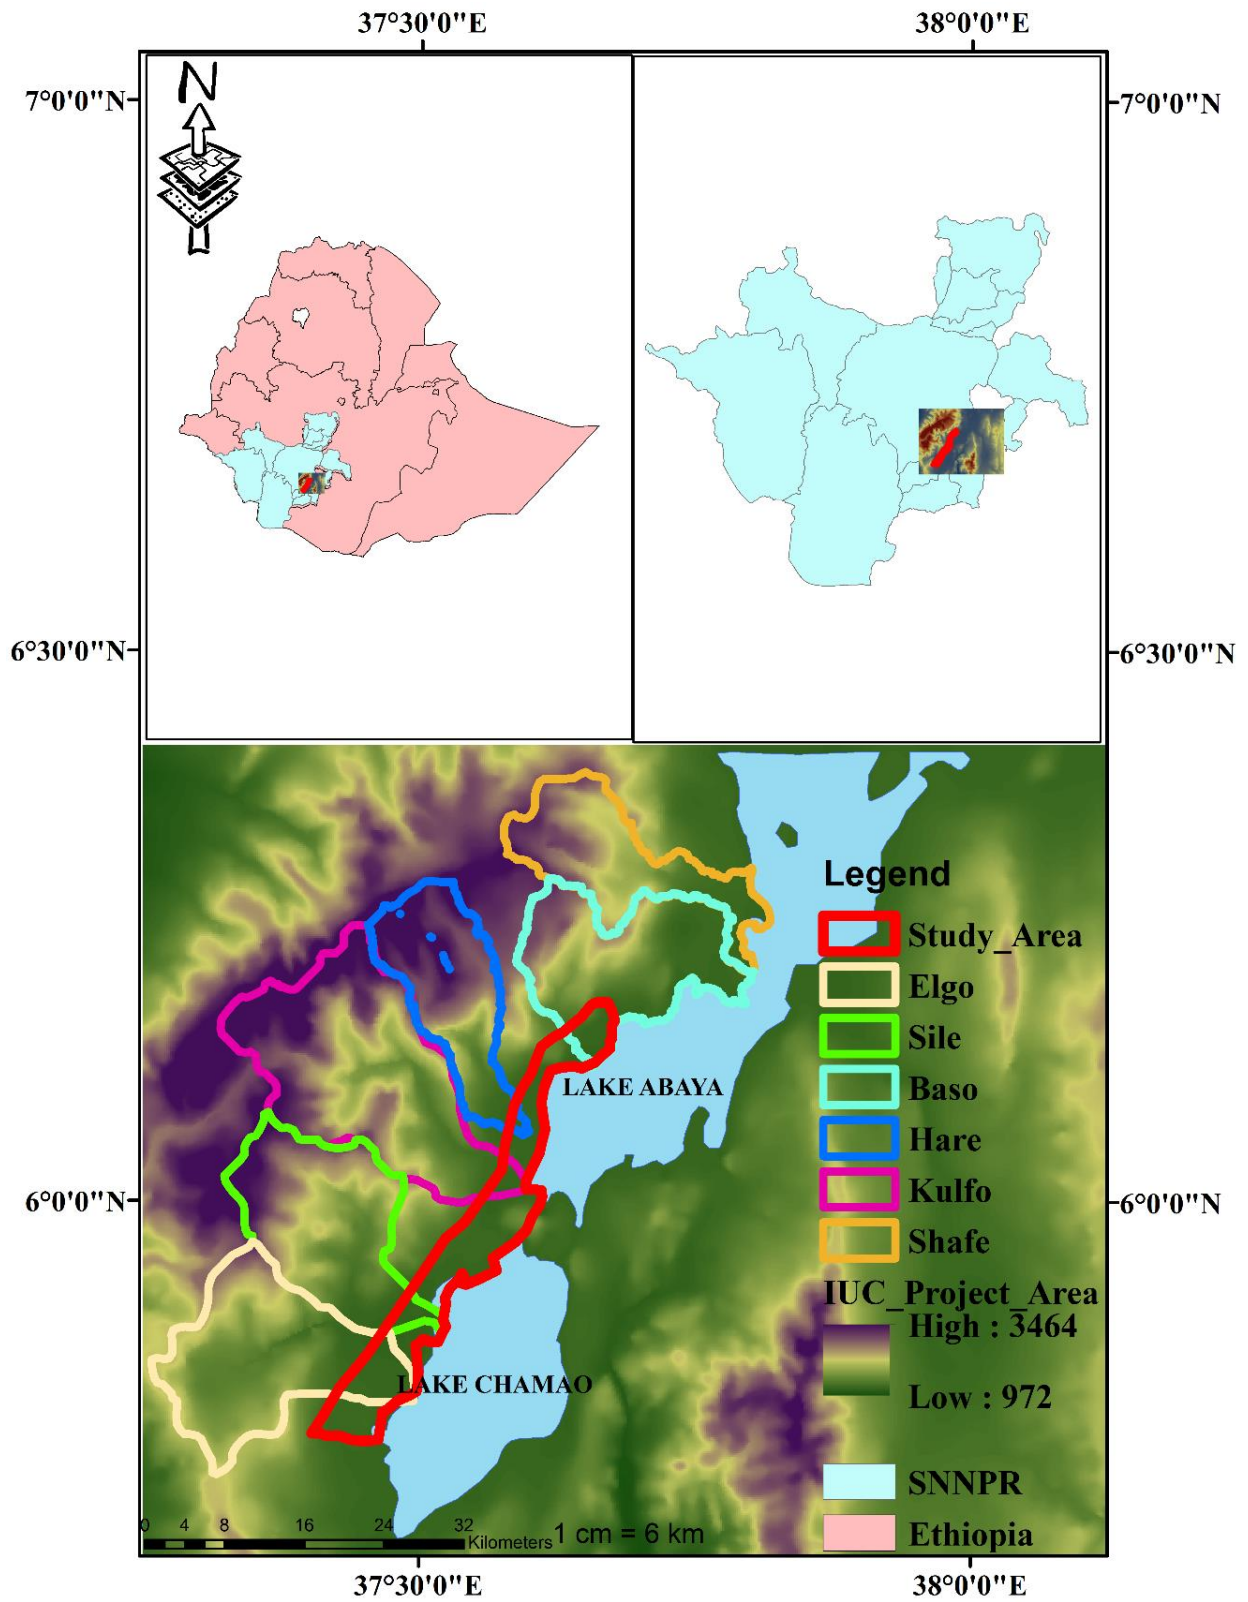 37°30'0"E 38°0'0"E
N
7°0'0"N 7°0'0"N
6°30'0"N 6°30'0"N
Legend
Study_Area
Elgo
Sile
Baso
LAKE ABAYA
Hare
Kulfo
6°0'0"N 6°0'0"N
Shafe
IUC_Project_Area
High : 3464
LAKE CHAMAO
Low : 972
SNNPR
0 4 8 16 24 32
Kilometers 1 cm = 6 km
Ethiopia
37°30'0"E 38°0'0"E